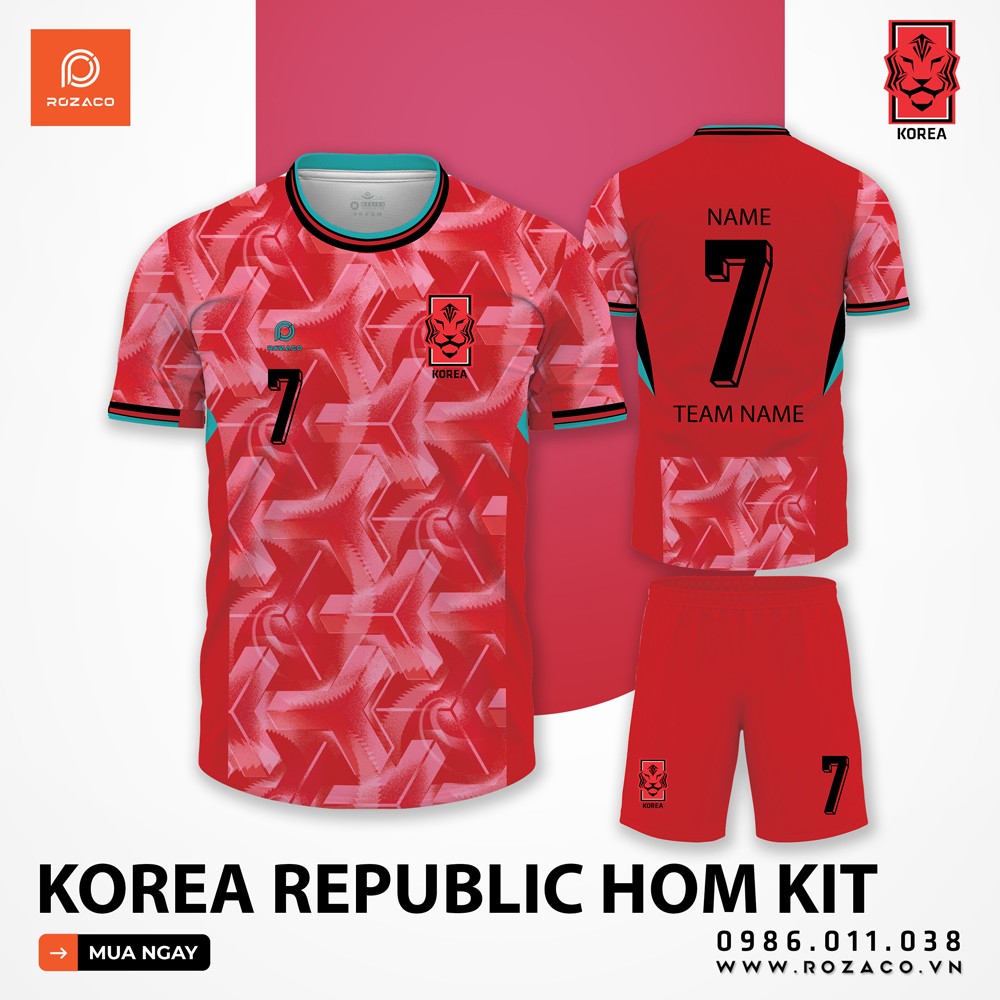 ROZACO
KOREA
ROZACO
7
KOREA
NAME
7
TEAM NAME
KOREA
7
KOREA REPUBLIC HOM KIT
MUA NGAY
0986.011.038
WWW.ROZACO.VN